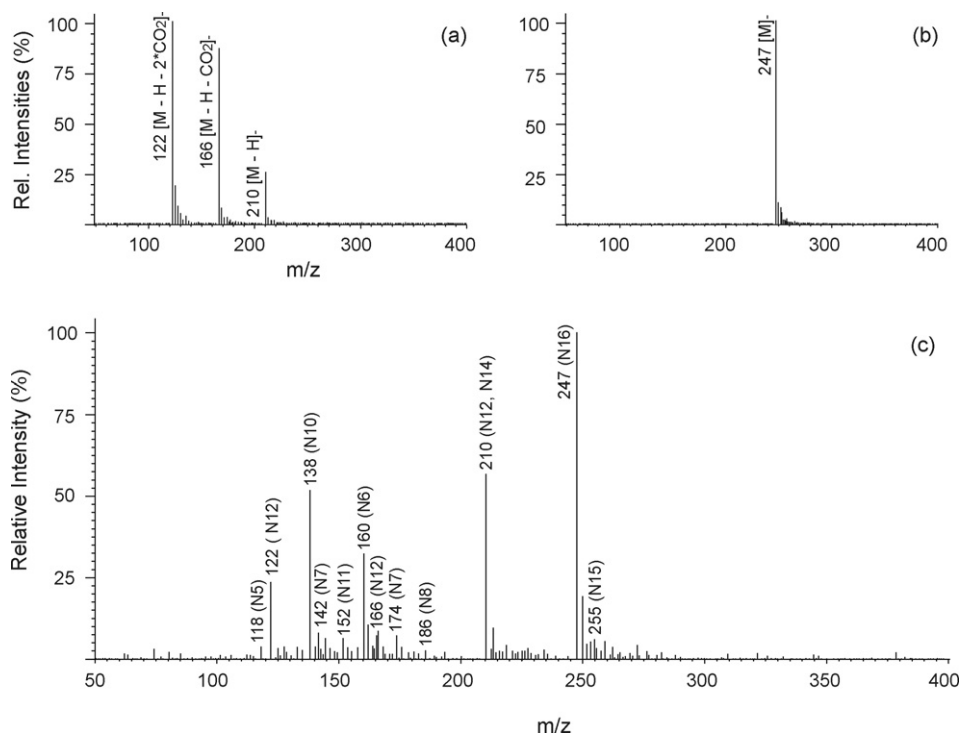 Rel. Intensities (%)
100
75
50
25
122 [M - H - 2*CO2]-
166 [M - H - CO2]-
210 [M - H]-
(a)
100 200 300 400
m/z
100
75
50
25
247 [M]-
(b)
100 200 300 400
Relative Intensity (%)
100
75
50
25
118 (N5)
122 ( N12)
138 (N10)
142 (N7)
152 (N11)
160 (N6)
166 (N12)
174 (N7)
186 (N8)
210 (N12, N14)
247 (N16)
255 (N15)
(c)
50 100 150 200 250 300 350 400
m/z